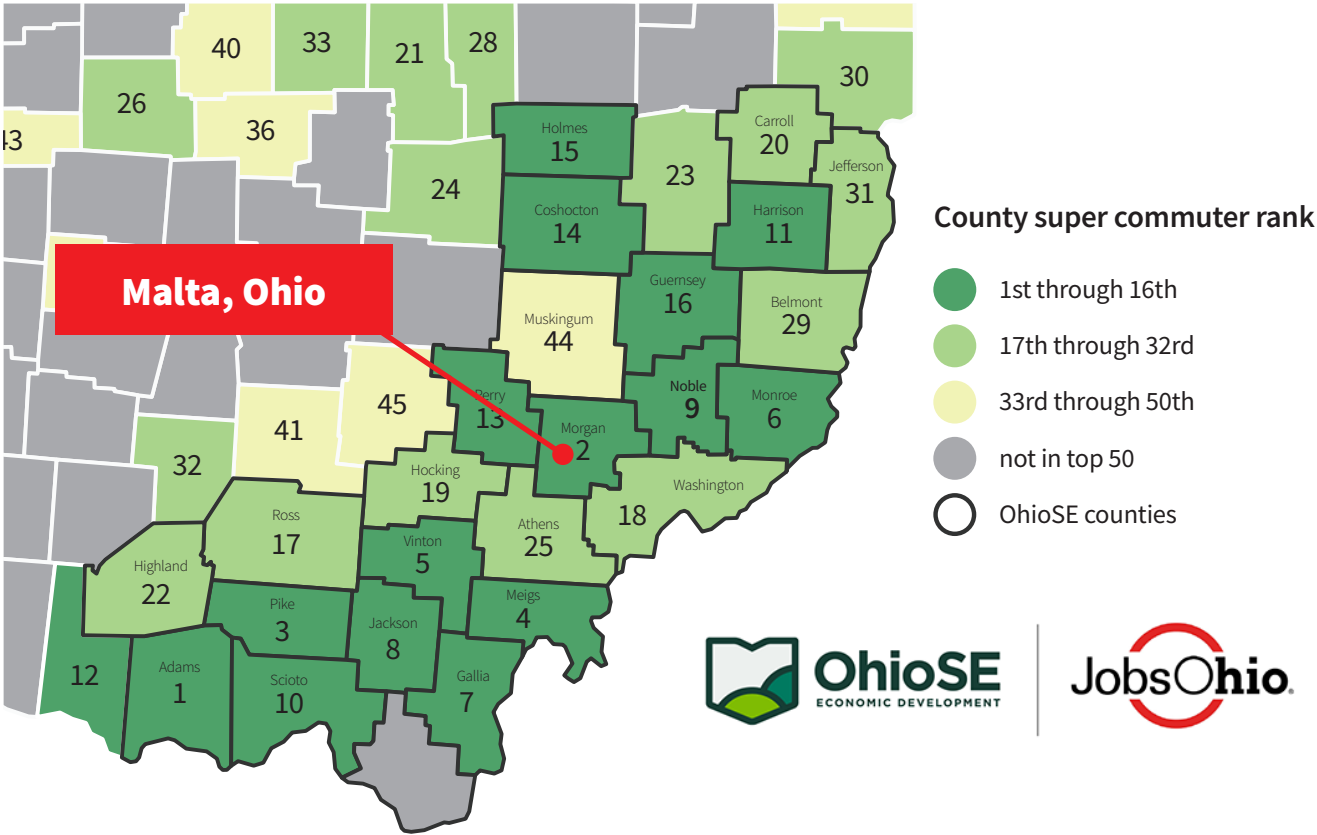 40
33
21
28
30
26
43
36
Holmes
15
Carroll
20
23
Jefferson
31
24
Coshocton
14
Harrison
11
Malta, Ohio
Guernsey
16
Belmont
29
Muskingum
44
Noble
9
Monroe
6
Perry
13
45
41
Morgan
2
32
Hocking
19
Washington
18
Ross
17
Athens
25
Vinton
5
Highland
22
Pike
3
Jackson
8
Meigs
4
12
Adams
1
Scioto
10
Gallia
7
County super commuter rank
1st through 16th
17th through 32rd
33rd through 50th
not in top 50
OhioSE counties
OhioSE
ECONOMIC DEVELOPMENT
JobsOhio.